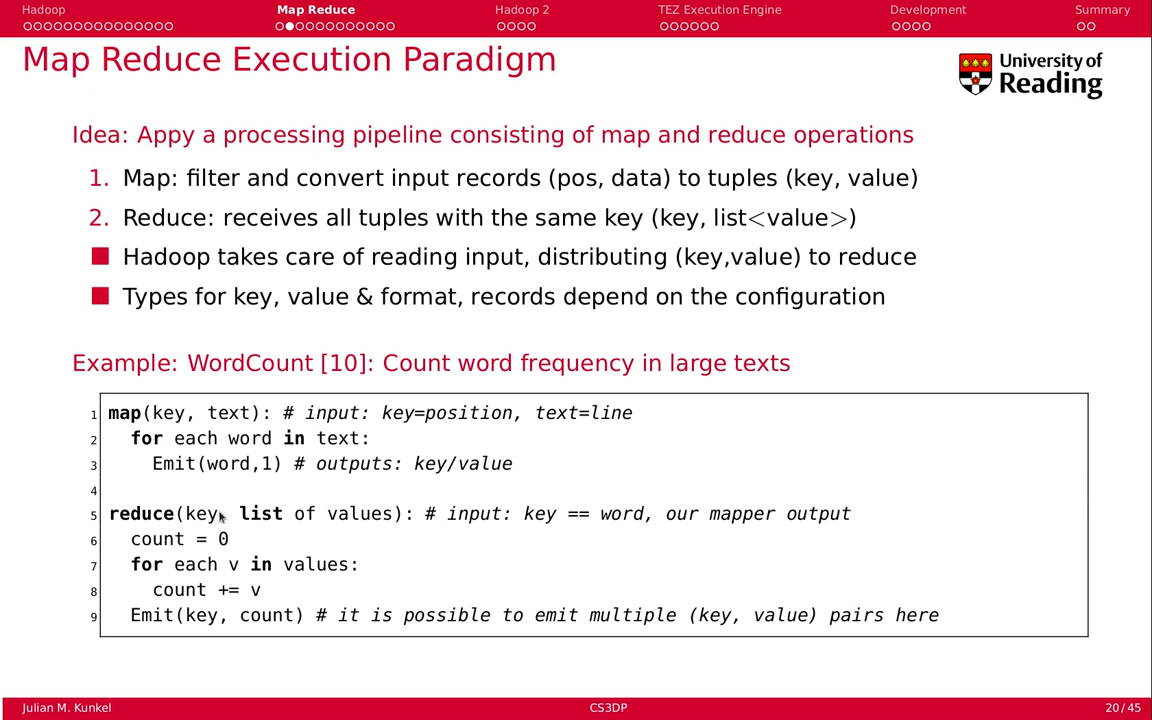 Hadoop Map Reduce Hadoop 2 TEZ Execution Engine Development Summary
Map Reduce Execution Paradigm
University of
Reading
Idea: Appy a processing pipeline consisting of map and reduce operations
1. Map: filter and convert input records (pos, data) to tuples (key, value)
2. Reduce: receives all tuples with the same key (key, list<value>)
Hadoop takes care of reading input, distributing (key,value) to reduce
Types for key, value & format, records depend on the configuration
Example: WordCount [10]: Count word frequency in large texts
1 map(key, text): # input: key=position, text=line
2 for each word in text:
3 Emit(word,1) # outputs: key/value
4
5 reduce(key, list of values): # input: key == word, our mapper output
6 count = 0
7 for each v in values:
8 count += v
9 Emit(key, count) # it is possible to emit multiple (key, value) pairs here
Julian M. Kunkel CS3DP 20/45